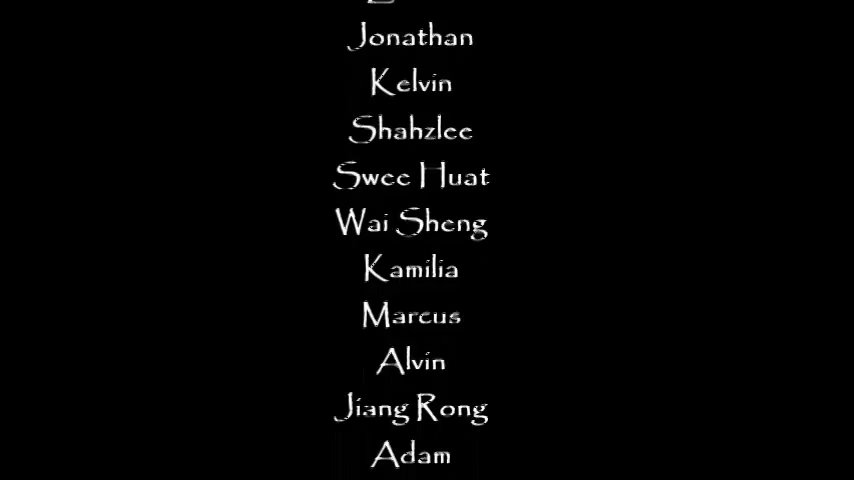 Jonathan
Kelvin
Shahzlee
Swee Huat
Wai Sheng
Kamilia
Marcus
Alvin
Jiang Rong
Adam